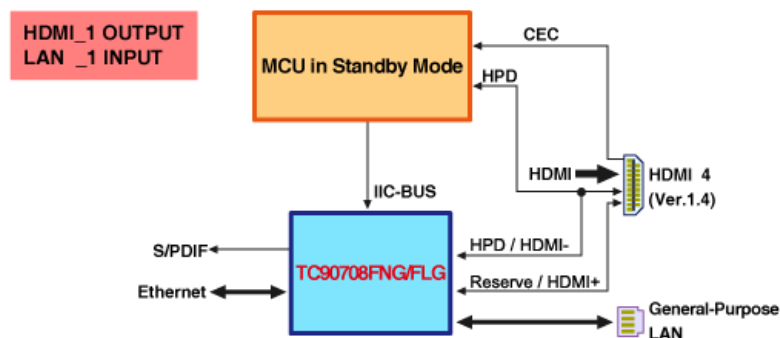 HDMI_1 OUTPUT
LAN _1 INPUT
MCU in Standby Mode
CEC
HPD
HDMI
HDMI 4
(Ver.1.4)
IIC-BUS
S/PDIF
TC90708FNG/FLG
HPD / HDMI-
Ethernet
Reserve / HDMI+
General-Purpose
LAN